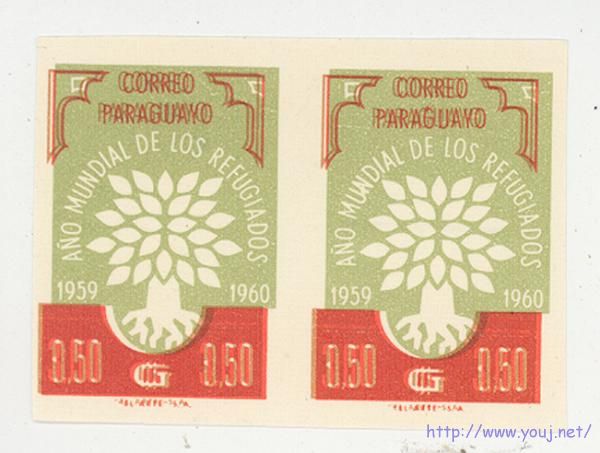 CORREO
PARAGUAYO
AÑO MUNDIAL DE LOS REFUGIADOS
1959 1960
0,50 G 0,50
CORREO
PARAGUAYO
AÑO MUNDIAL DE LOS REFUGIADOS
1959 1960
0,50 G 0,50
http://www.youj.net/